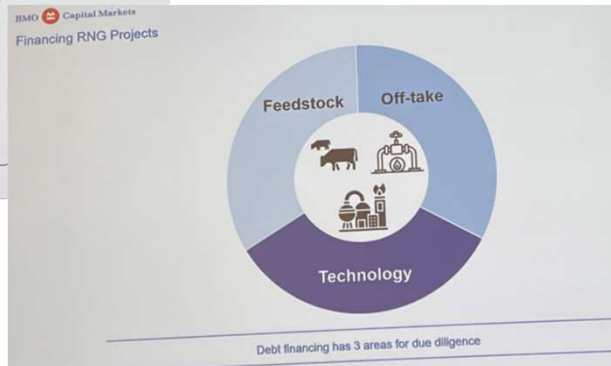 BMO Capital Markets
Financing RNG Projects
Feedstock
Off-take
Technology
Debt financing has 3 areas for due diligence